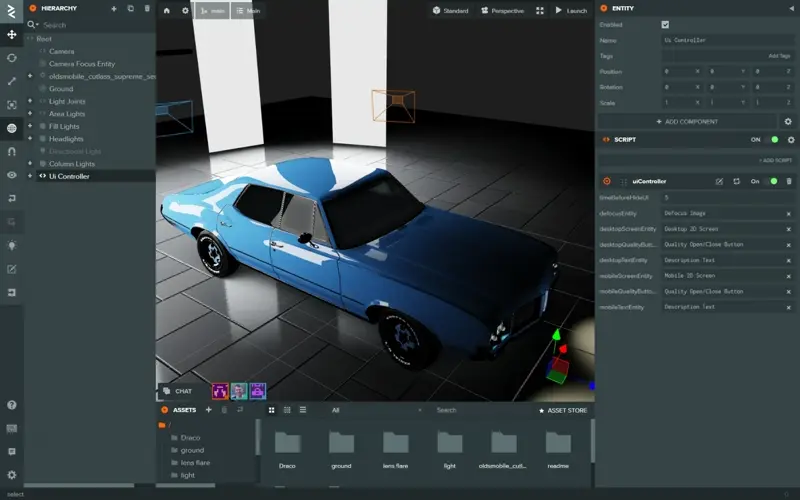 HIERARCHY
Search
Root
Camera
Camera Focus Entity
oldsmobile_cutlass_supreme_se
Ground
Light Joints
Area Lights
Fill Lights
Headlights
Directional Light
Column Lights
Ui Controller
main
Main
Standard
Perspective
Launch
CHAT
ASSETS
All
Search
ASSET STORE
/
Draco
ground
lens flare
light
Draco
ground
lens flare
light
oldsmobile_cutl...
readme
ENTITY
Enabled
Name
Ui Controller
Tags
Add Tags
Position
0 X 0 Y 0 Z
Rotation
0 X 0 Y 0 Z
Scale
1 X 1 Y 1 Z
ADD COMPONENT
SCRIPT
ON
ADD SCRIPT
uiController
On
timeBeforeHideUI
5
defocusEntity
Defocus Image
desktopScreenEntity
Desktop 2D Screen
desktopQualityBut...
Quality Open/Close Button
desktopTextEntity
Description Text
mobileScreenEntity
Mobile 2D Screen
mobileQualityButto...
Quality Open/Close Button
mobileTextEntity
Description Text
select